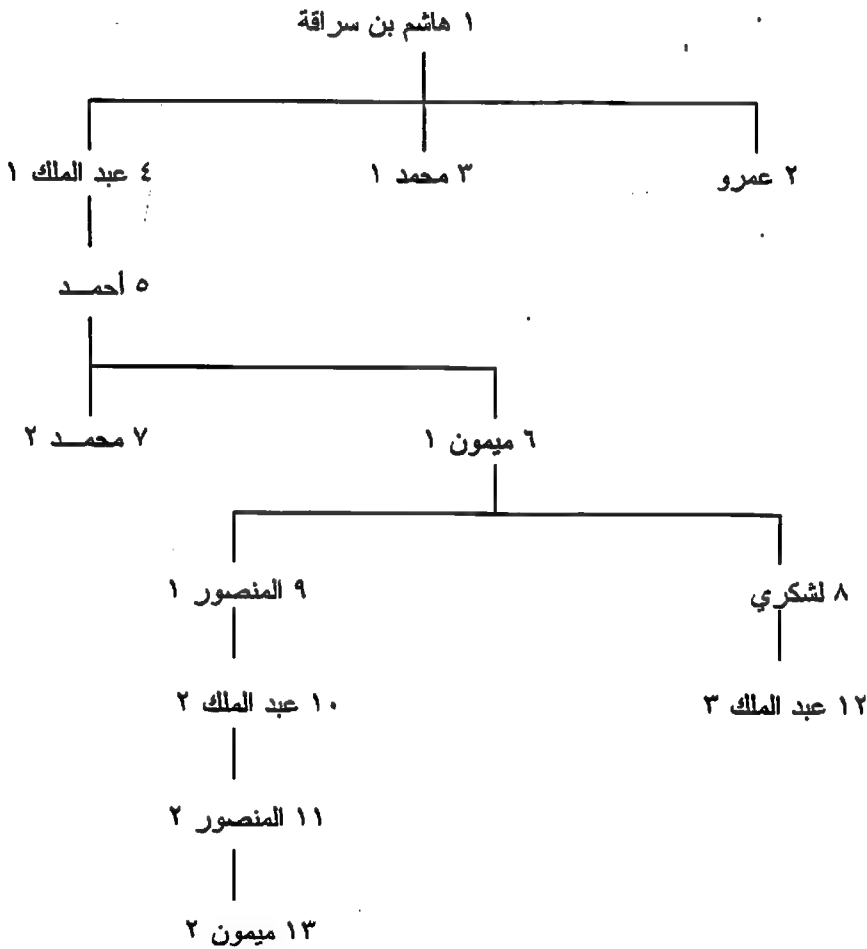 ١ هاشم بن سراقة
٢ عمرو ٣ محمد ١ ٤ عبد الملك ١
٥ أحمــد
٦ ميمون ١ ٧ محمــد ٢
٨ لشكري ٩ المنصور ١
١٢ عبد الملك ٣ ١٠ عبد الملك ٢
١١ المنصور ٢
١٣ ميمون ٢